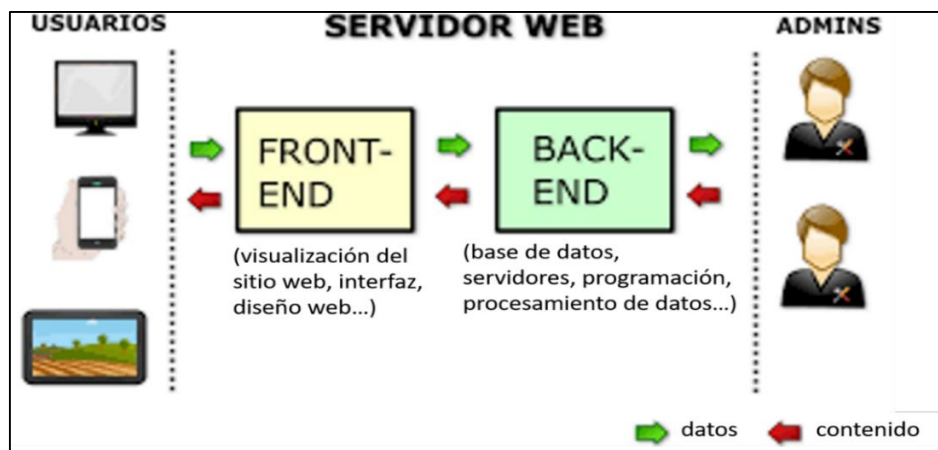 USUARIOS
SERVIDOR WEB
ADMINS
FRONT-
END
BACK-
END
(visualización del
sitio web, interfaz,
diseño web...)
(base de datos,
servidores, programación,
procesamiento de datos...)
datos
contenido